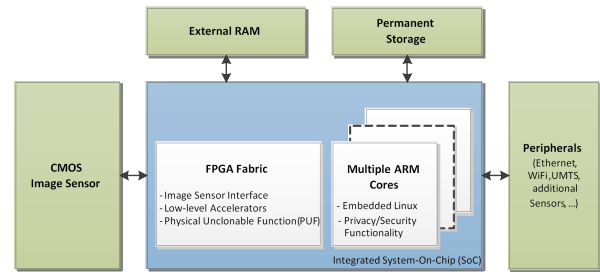 External RAM
Permanent
Storage
CMOS
Image Sensor
FPGA Fabric
- Image Sensor Interface
- Low-level Accelerators
- Physical Unclonable Function(PUF)
Multiple ARM
Cores
- Embedded Linux
- Privacy/Security
Functionality
Integrated System-On-Chip (SoC)
Peripherals
(Ethernet,
WiFi,UMTS,
additional
Sensors, ...)